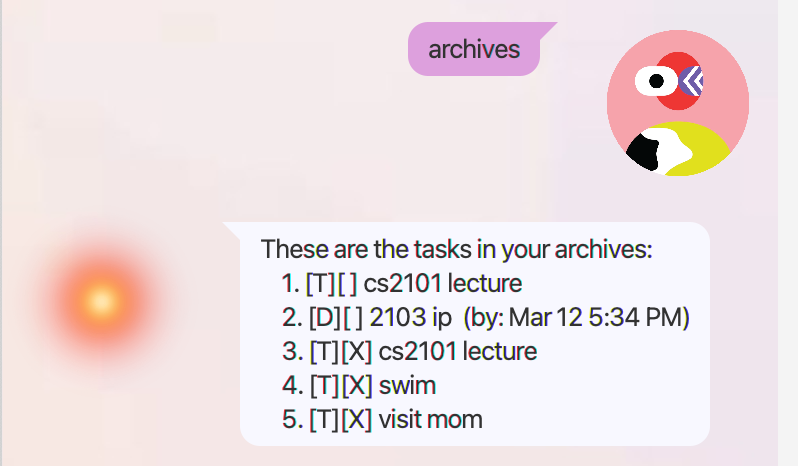 archives
These are the tasks in your archives:
1. [T][ ] cs2101 lecture
2. [D][ ] 2103 ip  (by: Mar 12 5:34 PM)
3. [T][X] cs2101 lecture
4. [T][X] swim
5. [T][X] visit mom